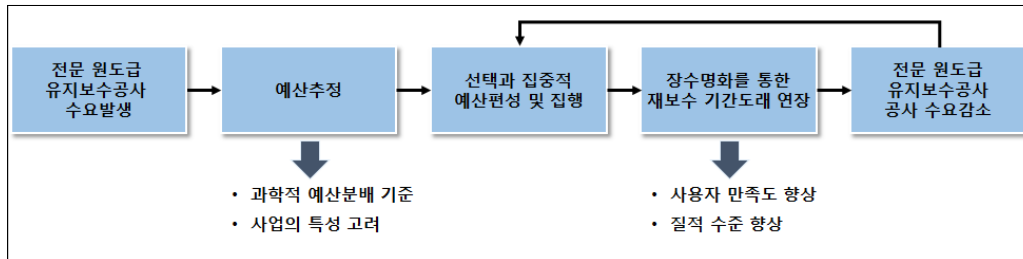 전문 원도급
유지보수공사
수요발생
예산추정
선택과 집중적
예산편성 및 집행
장수명화를 통한
재보수 기간도래 연장
전문 원도급
유지보수공사
공사 수요감소
• 과학적 예산분배 기준
• 사업의 특성 고려
• 사용자 만족도 향상
• 질적 수준 향상